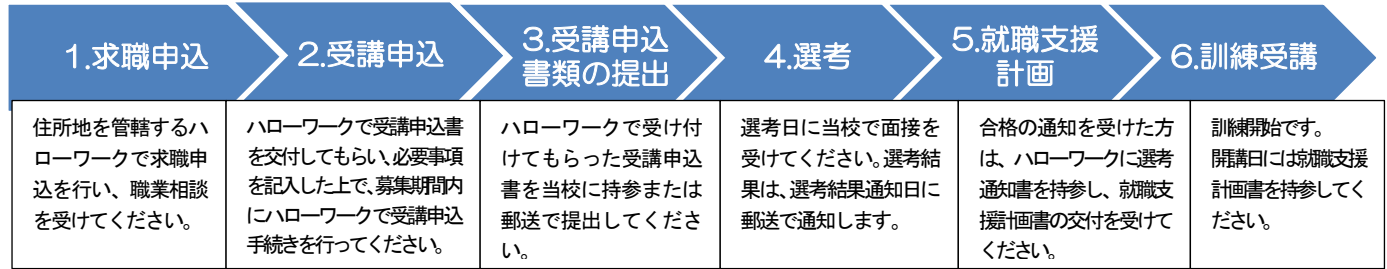 1.求職申込
2.受講申込
3.受講申込
書類の提出
4.選考
5.就職支援
計画
6.訓練受講
住所地を管轄するハ
ローワークで求職申
込を行い、職業相談
を受けてください。
ハローワークで受講申込書
を交付してもらい、必要事項
を記入した上で、募集期間内
にハローワークで受講申込
手続きを行ってください。
ハローワークで受け付
けてもらった受講申込
書を当校に持参または
郵送で提出してくださ
い。
選考日に当校で面接を
受けてください。選考結
果は、選考結果通知日に
郵送で通知します。
合格の通知を受けた方
は、ハローワークに選考
通知書を持参し、就職支
援計画書の交付を受けて
ください。
訓練開始です。
開講日には就職支援
計画書を持参してく
ださい。